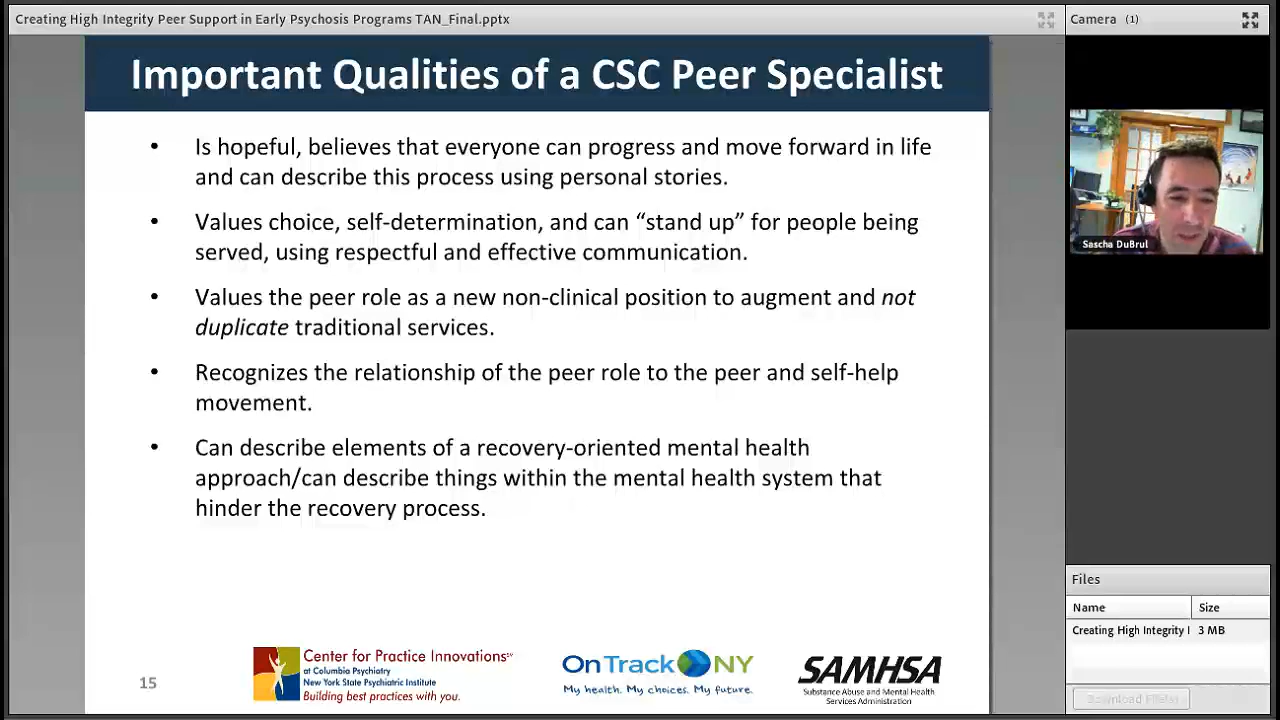 Creating High Integrity Peer Support in Early Psychosis Programs TAN_Final.pptx
Camera (1)
Important Qualities of a CSC Peer Specialist
• Is hopeful, believes that everyone can progress and move forward in life
and can describe this process using personal stories.
• Values choice, self-determination, and can “stand up” for people being
served, using respectful and effective communication.
• Values the peer role as a new non-clinical position to augment and not
duplicate traditional services.
• Recognizes the relationship of the peer role to the peer and self-help
movement.
• Can describe elements of a recovery-oriented mental health
approach/can describe things within the mental health system that
hinder the recovery process.
15
Center for Practice Innovations
at Columbia Psychiatry
New York State Psychiatric Institute
Building best practices with you.
OnTrackNY
My health. My choices. My future.
SAMHSA
Substance Abuse and Mental Health
Services Administration
Sascha DuBrul
Files
Name Size
Creating High Integrity I 3 MB
Download File(s)